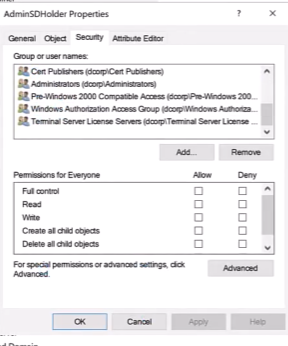 AdminSDHolder Properties
? ×
General Object Security Attribute Editor
Group or user names:
Cert Publishers (dcorp\Cert Publishers)
Administrators (dcorp\Administrators)
Pre-Windows 2000 Compatible Access (dcorp\Pre-Windows 200...
Windows Authorization Access Group (dcorp\Windows Authoriza...
Terminal Server License Servers (dcorp\Terminal Server License ...
Add... Remove
Permissions for Everyone Allow Deny
Full control
Read
Write
Create all child objects
Delete all child objects
For special permissions or advanced settings, click
Advanced.
Advanced
OK Cancel Apply Help